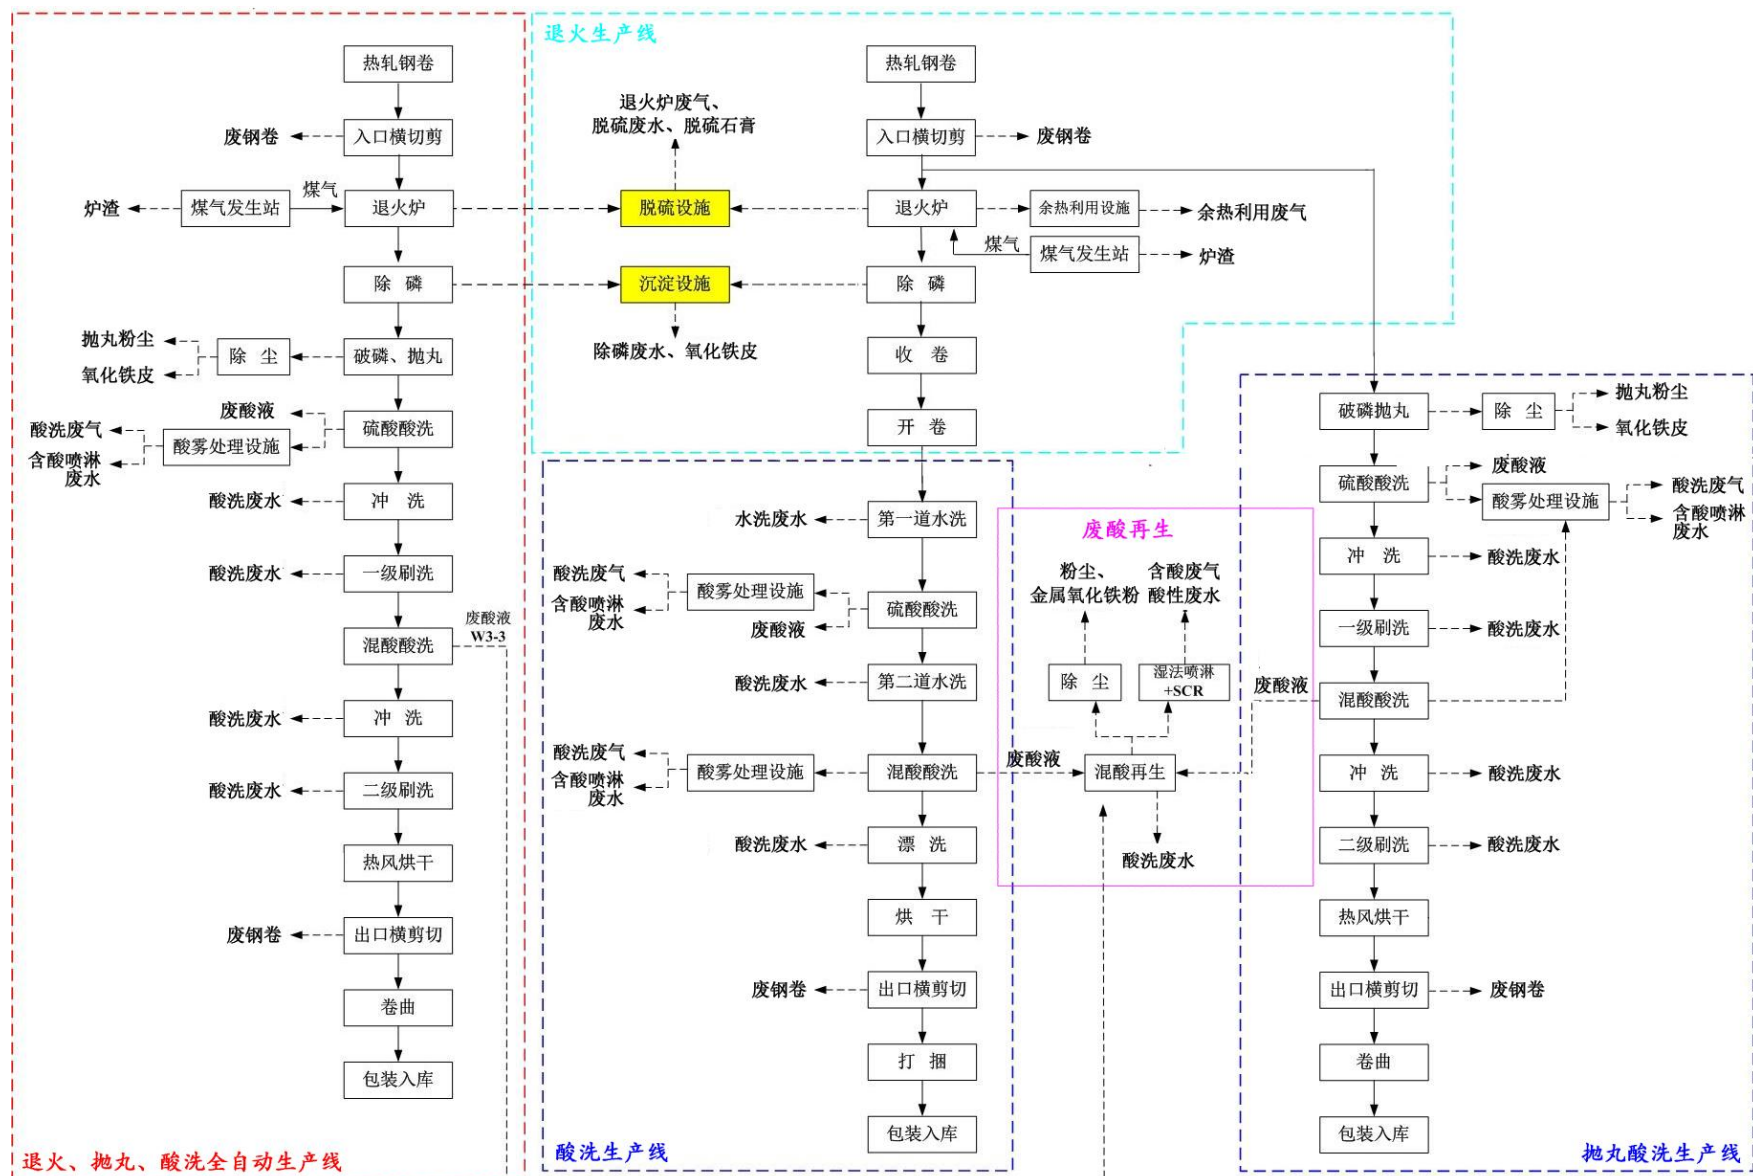 热轧钢卷
废钢卷
入口横切剪
炉渣
煤气发生站
煤气
退火炉
除 磷
抛丸粉尘
氧化铁皮
除 尘
破磷、抛丸
废酸液
酸洗废气
含酸喷淋
废水
酸雾处理设施
硫酸酸洗
酸洗废水
冲 洗
酸洗废水
一级刷洗
废酸液
W3-3
混酸酸洗
酸洗废水
冲 洗
酸洗废水
二级刷洗
热风烘干
废钢卷
出口横剪切
卷曲
包装入库
退火、抛丸、酸洗全自动生产线
退火生产线
热轧钢卷
退火炉废气、
脱硫废水、脱硫石膏
入口横切剪
废钢卷
脱硫设施
退火炉
余热利用设施
余热利用废气
煤气
煤气发生站
炉渣
沉淀设施
除 磷
除磷废水、氧化铁皮
收 卷
开 卷
水洗废水
第一道水洗
酸洗废气
含酸喷淋
废水
酸雾处理设施
废酸液
硫酸酸洗
酸洗废水
第二道水洗
酸洗废气
含酸喷淋
废水
酸雾处理设施
混酸酸洗
废酸液
酸洗废水
漂 洗
烘 干
废钢卷
出口横剪切
打 捆
包装入库
酸洗生产线
废酸再生
粉尘、
金属氧化铁粉
含酸废气
酸性废水
除 尘
湿法喷淋
+SCR
混酸再生
酸洗废水
废酸液
破磷抛丸
除 尘
抛丸粉尘
氧化铁皮
硫酸酸洗
废酸液
酸雾处理设施
酸洗废气
含酸喷淋
废水
冲 洗
酸洗废水
一级刷洗
酸洗废水
混酸酸洗
冲 洗
酸洗废水
二级刷洗
酸洗废水
热风烘干
出口横剪切
废钢卷
卷曲
包装入库
抛丸酸洗生产线